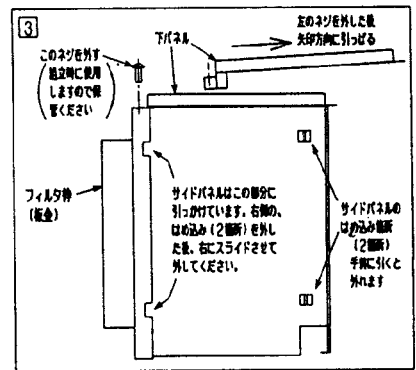 3
このネジを外す
(組立時に使用
しますので保
管ください)
下パネル
左のネジを外した後
矢印方向に引っぱる
フィルタ枠
(板金)
サイドパネルはこの部分に
引っかけています。右側の、
はめ込み(2箇所)を外し
た後、右にスライドさせて
外してください。
サイドパネルの
はめ込み箇所
(2箇所)
手前に引くと
外れます